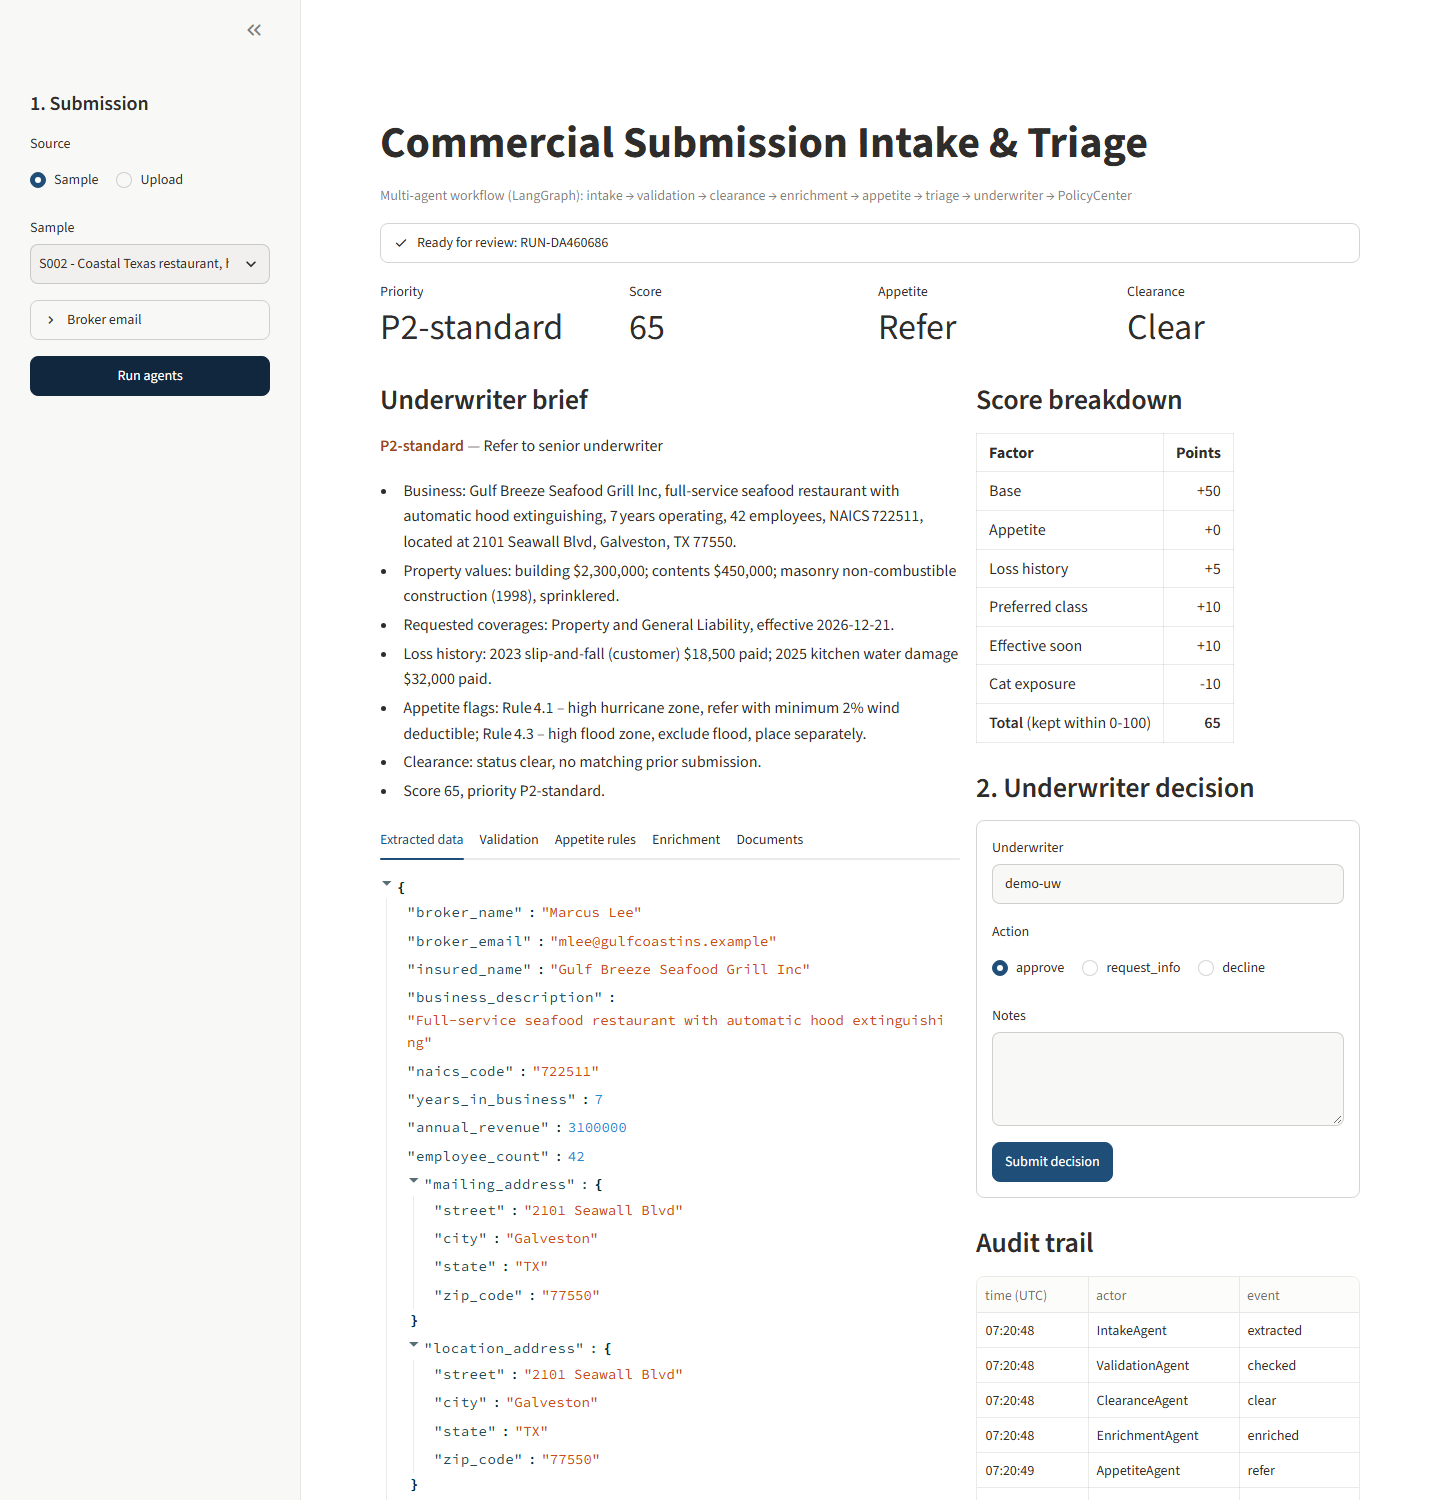 1. Submission
Source
Sample
Upload
Sample
S002 - Coastal Texas restaurant,
Broker email
Run agents
Commercial Submission Intake & Triage
Multi-agent workflow (LangGraph): intake → validation → clearance → enrichment → appetite → triage → underwriter → PolicyCenter
Ready for review: RUN-DA460686
Priority
P2-standard
Score
65
Appetite
Refer
Clearance
Clear
Underwriter brief
P2-standard — Refer to senior underwriter
• Business: Gulf Breeze Seafood Grill Inc, full-service seafood restaurant with
automatic hood extinguishing, 7 years operating, 42 employees, NAICS 722511,
located at 2101 Seawall Blvd, Galveston, TX 77550.
• Property values: building $2,300,000; contents $450,000; masonry non-combustible
construction (1998), sprinklered.
• Requested coverages: Property and General Liability, effective 2026-12-21.
• Loss history: 2023 slip-and-fall (customer) $18,500 paid; 2025 kitchen water damage
$32,000 paid.
• Appetite flags: Rule 4.1 – high hurricane zone, refer with minimum 2% wind
deductible; Rule 4.3 – high flood zone, exclude flood, place separately.
• Clearance: status clear, no matching prior submission.
• Score 65, priority P2-standard.
Extracted data Validation Appetite rules Enrichment Documents
{
"broker_name" : "Marcus Lee"
"broker_email" : "mlee@gulfcoastins.example"
"insured_name" : "Gulf Breeze Seafood Grill Inc"
"business_description" :
"Full-service seafood restaurant with automatic hood extinguishi
ng"
"naics_code" : "722511"
"years_in_business" : 7
"annual_revenue" : 3100000
"employee_count" : 42
"mailing_address" : {
"street" : "2101 Seawall Blvd"
"city" : "Galveston"
"state" : "TX"
"zip_code" : "77550"
}
"location_address" : {
"street" : "2101 Seawall Blvd"
"city" : "Galveston"
"state" : "TX"
"zip_code" : "77550"
}
Score breakdown
Factor Points
Base +50
Appetite +0
Loss history +5
Preferred class +10
Effective soon +10
Cat exposure -10
Total (kept within 0-100) 65
2. Underwriter decision
Underwriter
demo-uw
Action
approve request_info decline
Notes
Submit decision
Audit trail
time (UTC) actor event
07:20:48 IntakeAgent extracted
07:20:48 ValidationAgent checked
07:20:48 ClearanceAgent clear
07:20:48 EnrichmentAgent enriched
07:20:49 AppetiteAgent refer